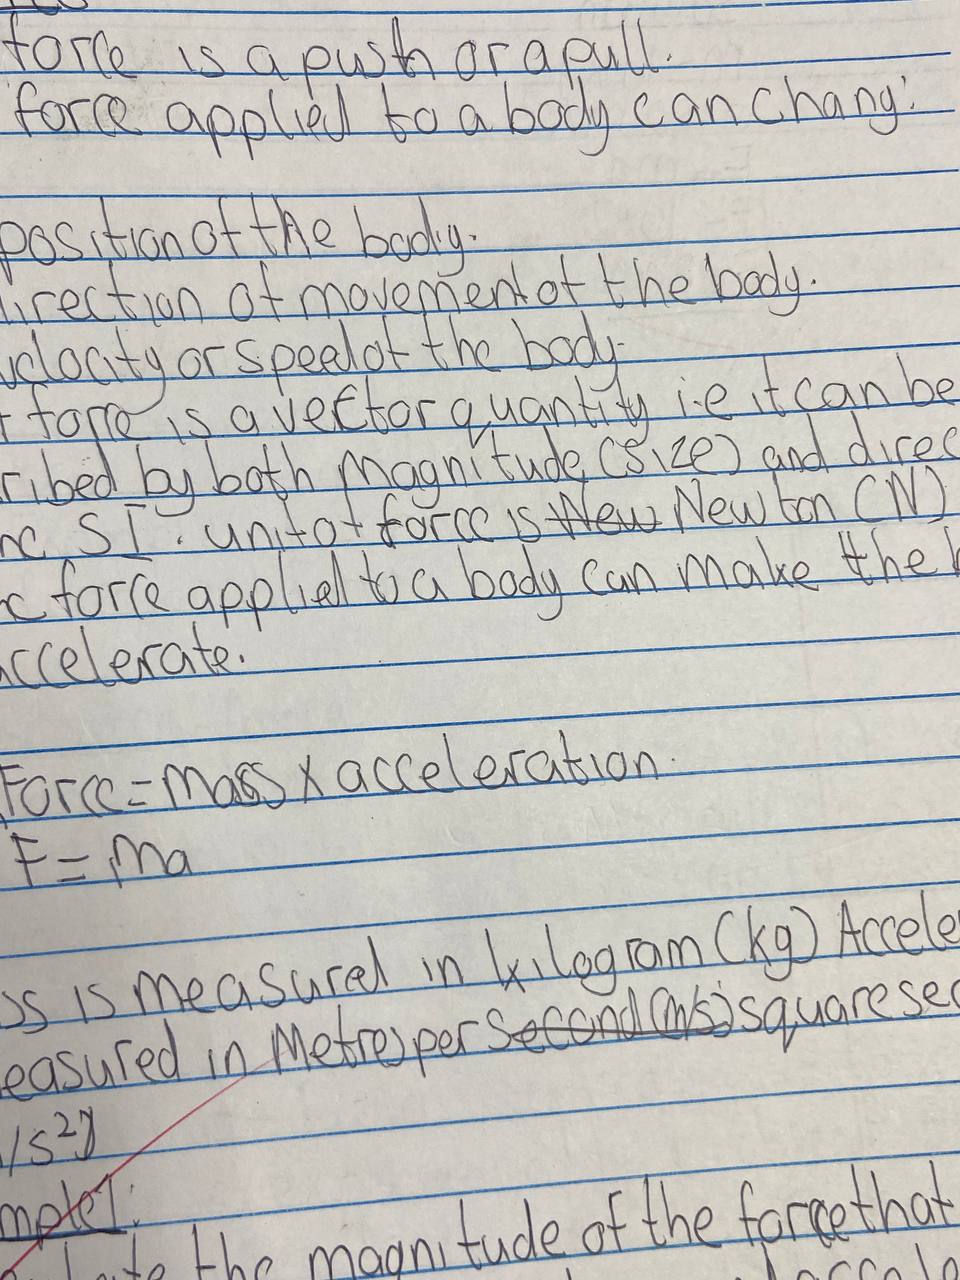 force is a push or a pull.
force applied to a body can chang:
position of the body.
irection of movement of the body.
velocity or speed of the body
force is a vector quantity i.e it can be
ribed by both magnitude (size) and direc
S I. unit of force is New Newton (N)
force applied to a body can make the b
ccelerate.
Force = mass x acceleration.
F = Ma
ss is measured in kilogram (kg) Accele
easured in Metres per second (m/s) square sec
/s²)
mple 1:
the magnitude of the force that